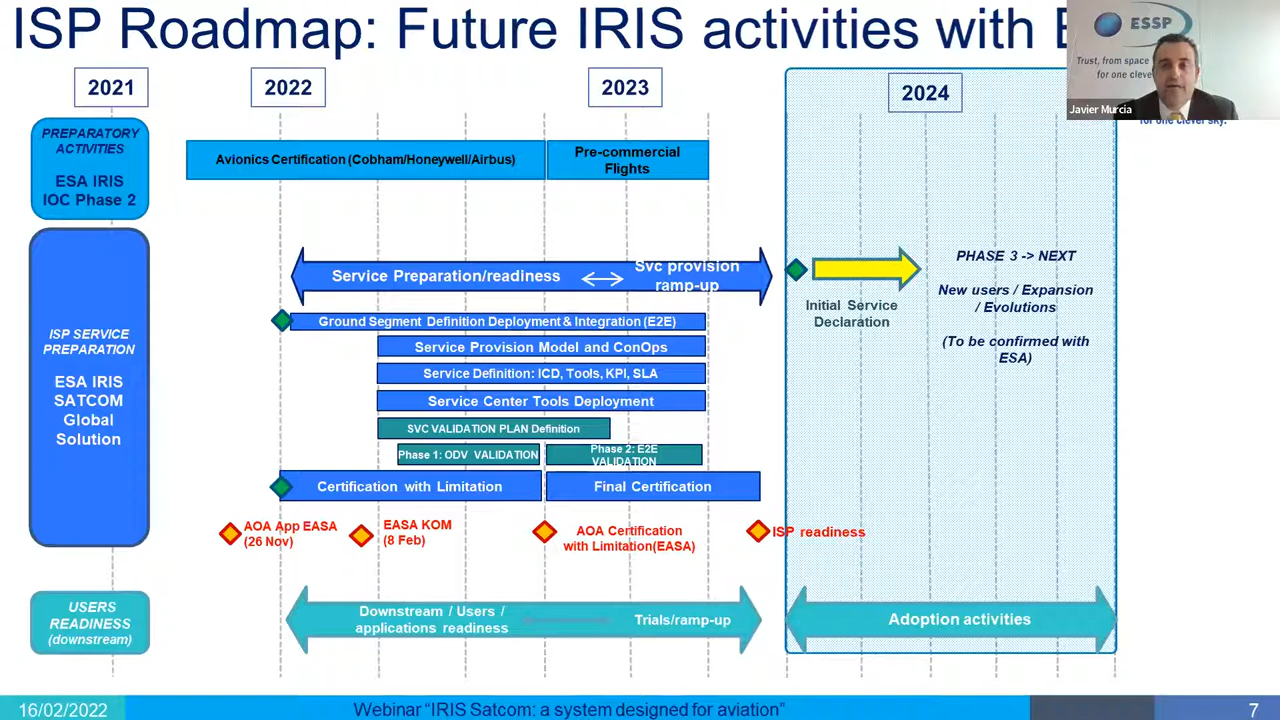 ISP Roadmap: Future IRIS activities with
ESSP
Trust, from space
for one cleve
Javier Murcia
for one clever sky.
2021
2022
2023
2024
PREPARATORY
ACTIVITIES
ESA IRIS
IOC Phase 2
Avionics Certification (Cobham/Honeywell/Airbus)
Pre-commercial
Flights
ISP SERVICE
PREPARATION
ESA IRIS
SATCOM
Global
Solution
Service Preparation/readiness
Svc provision
ramp-up
Ground Segment Definition Deployment & Integration (E2E)
Service Provision Model and ConOps
Service Definition: ICD, Tools, KPI, SLA
Service Center Tools Deployment
SVC VALIDATION PLAN Definition
Phase 1: ODV VALIDATION
Phase 2: E2E
VALIDATION
Certification with Limitation
Final Certification
AOA App EASA
(26 Nov)
EASA KOM
(8 Feb)
AOA Certification
with Limitation(EASA)
ISP readiness
Initial Service
Declaration
PHASE 3 -> NEXT
New users / Expansion
/ Evolutions
(To be confirmed with
ESA)
USERS
READINESS
(downstream)
Downstream / Users /
applications readiness
Trials/ramp-up
Adoption activities
16/02/2022
Webinar “IRIS Satcom: a system designed for aviation”
7